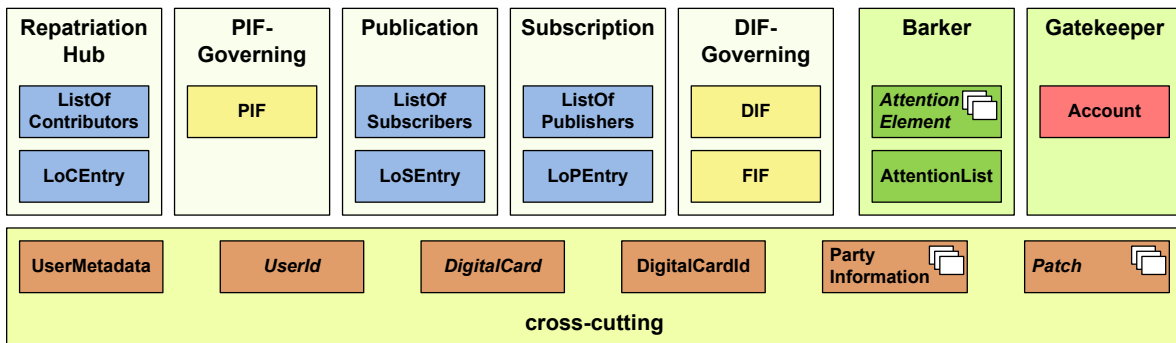 Repatriation
Hub
PIF-
Governing
Publication
Subscription
DIF-
Governing
Barker
Gatekeeper
ListOf
Contributors
PIF
ListOf
Subscribers
ListOf
Publishers
DIF
Attention
Element
Account
LoCEntry
LoSEntry
LoPEntry
FIF
AttentionList
UserMetadata
UserId
DigitalCard
DigitalCardId
Party
Information
Patch
cross-cutting